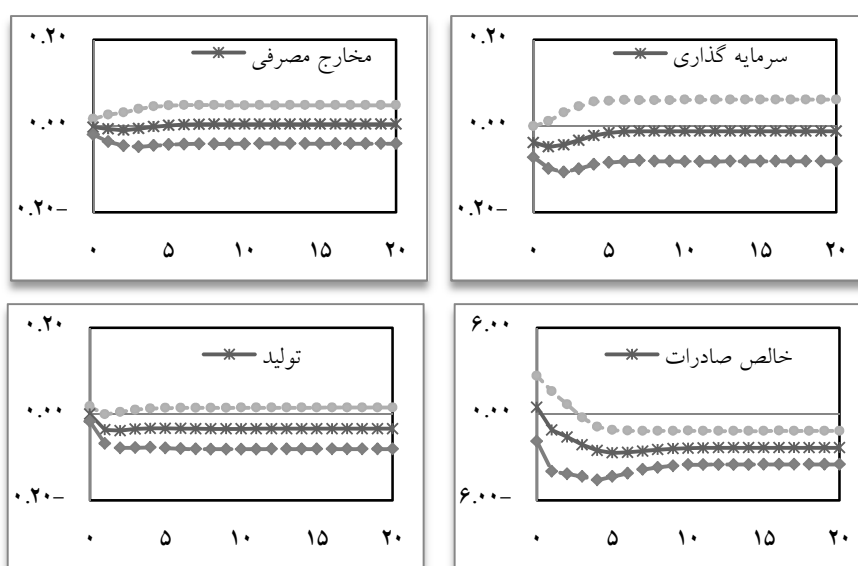 مخارج مصرفی
۰.۲۰
۰.۰۰
۰.۲۰–
۰ ۵ ۱۰ ۱۵ ۲۰
سرمایه گذاری
۰.۲۰
۰.۰۰
۰.۲۰–
۰ ۵ ۱۰ ۱۵ ۲۰
تولید
۰.۲۰
۰.۰۰
۰.۲۰–
۰ ۵ ۱۰ ۱۵ ۲۰
خالص صادرات
۶.۰۰
۰.۰۰
۶.۰۰–
۰ ۵ ۱۰ ۱۵ ۲۰